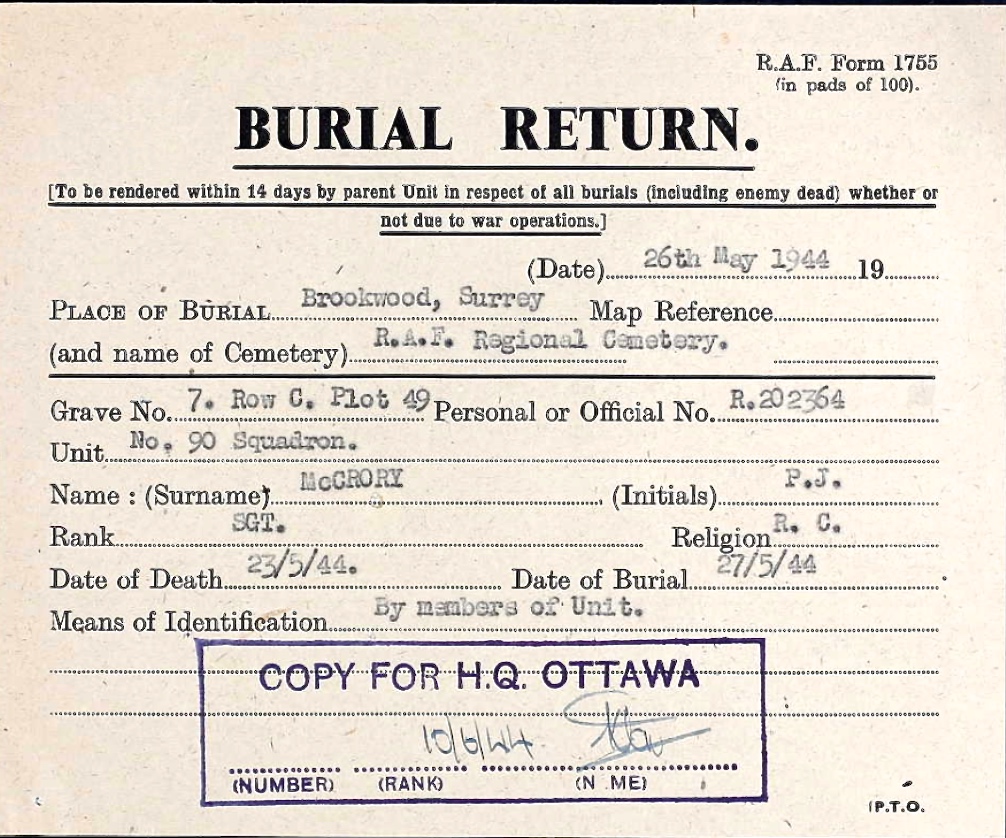 R.A.F. Form 1755
(in pads of 100).
BURIAL RETURN.
[To be rendered within 14 days by parent Unit in respect of all burials (including enemy dead) whether or
not due to war operations.]
(Date) 26th May 1944 19
PLACE OF BURIAL Brookwood, Surrey Map Reference
(and name of Cemetery) R.A.F. Regional Cemetery.
Grave No. 7. Row C. Plot 49 Personal or Official No. R.202364
Unit No. 90 Squadron.
Name : (Surname) McCRORY (Initials) P.J.
Rank SGT. Religion R. C.
Date of Death 23/5/44. Date of Burial 27/5/44
Means of Identification By members of Unit.
COPY FOR H.Q. OTTAWA
10/6/44
(NUMBER) (RANK) (N ME)
P.T.O.